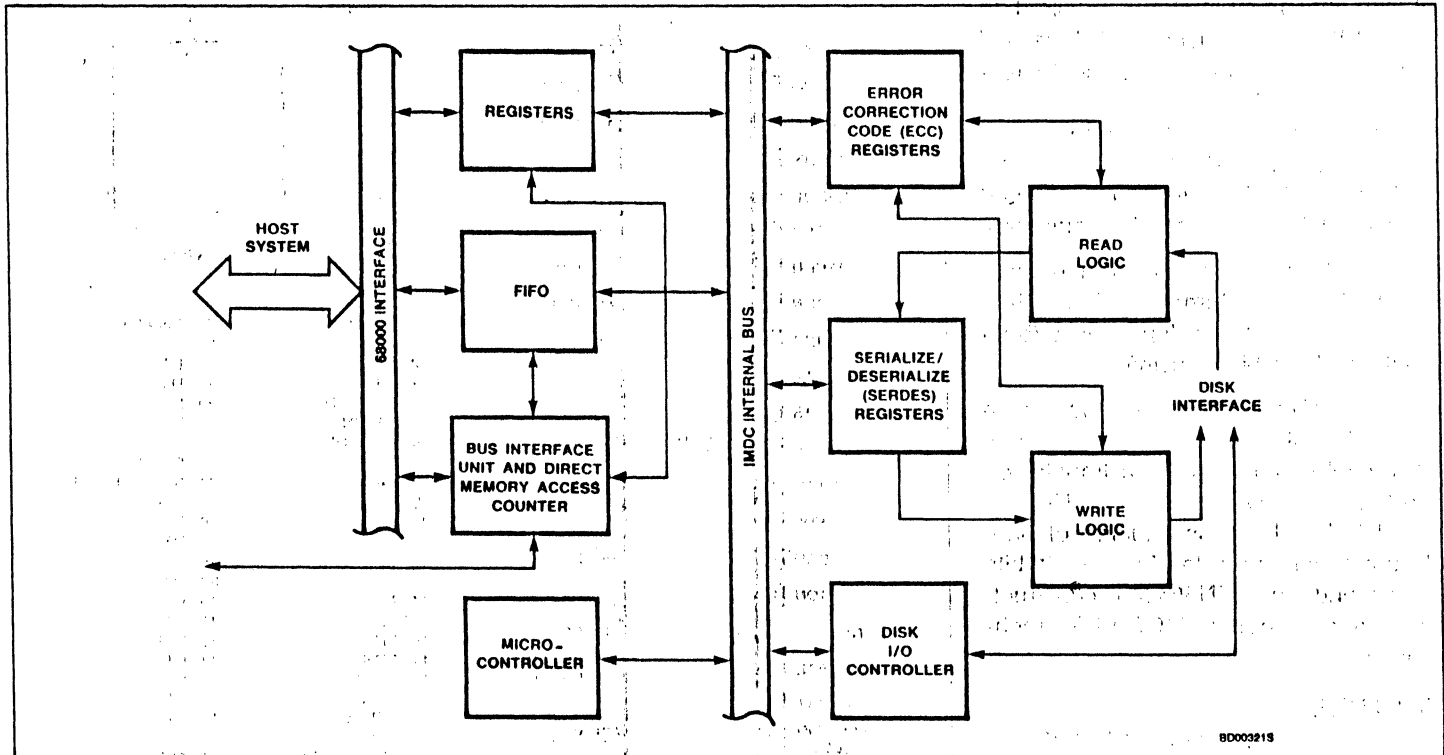 HOST
SYSTEM
68000 INTERFACE
REGISTERS
FIFO
BUS INTERFACE
UNIT AND DIRECT
MEMORY ACCESS
COUNTER
MICRO-
CONTROLLER
IMDC INTERNAL BUS
ERROR
CORRECTION
CODE (ECC)
REGISTERS
READ
LOGIC
SERIALIZE/
DESERIALIZE
(SERDES)
REGISTERS
DISK
INTERFACE
WRITE
LOGIC
DISK
I/O
CONTROLLER
BD00321S